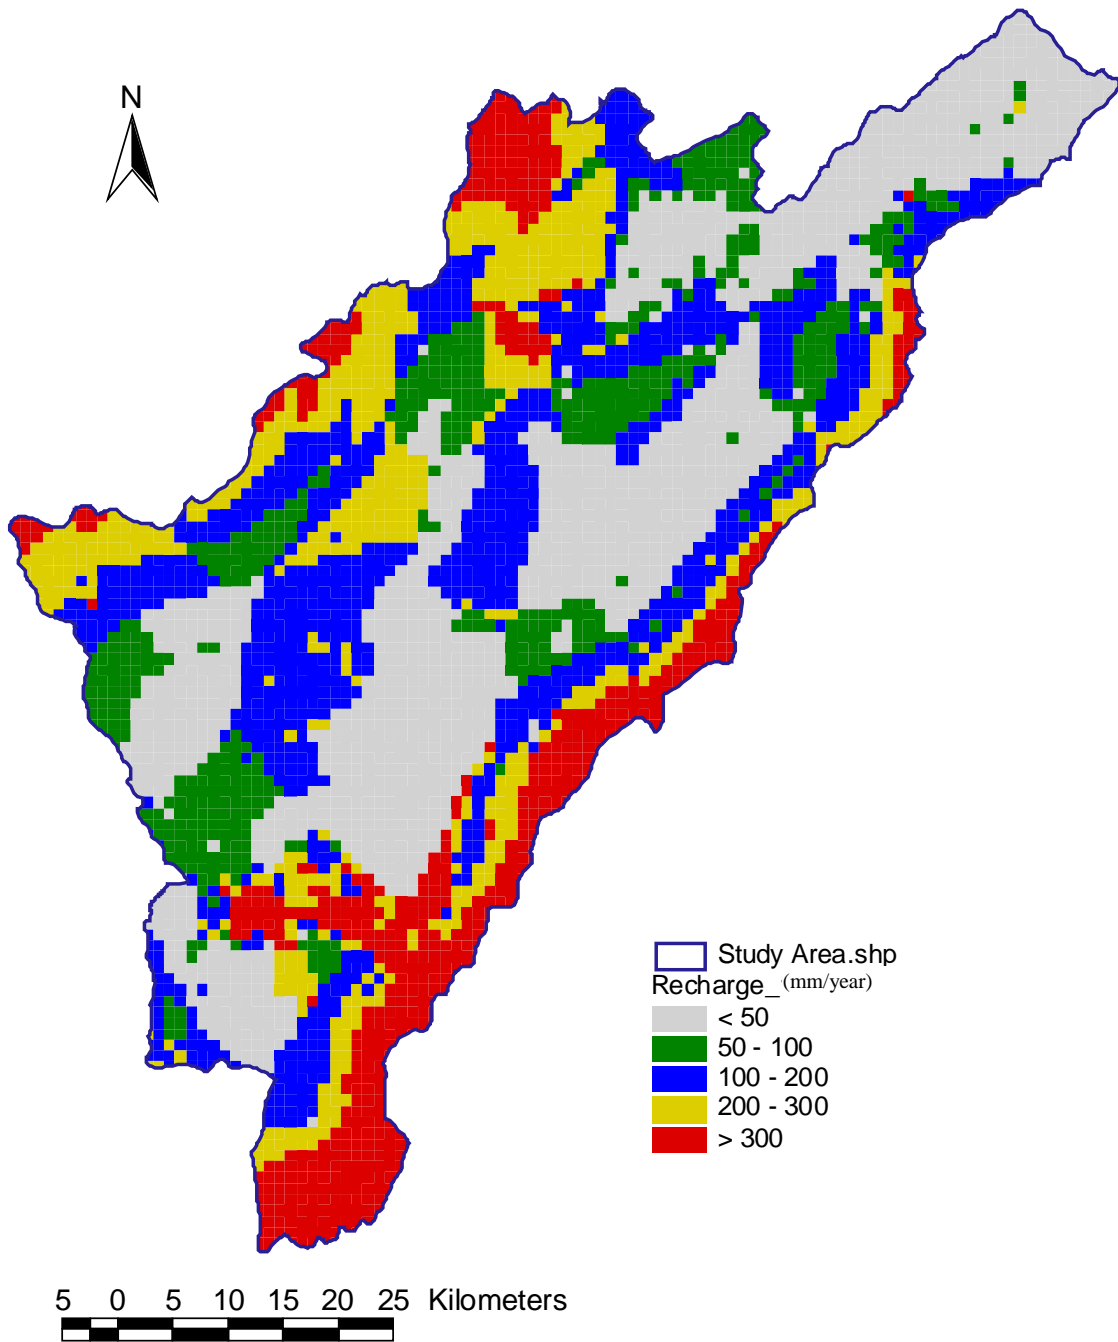 N
Study Area.shp
Recharge_ (mm/year)
< 50
50 - 100
100 - 200
200 - 300
> 300
5 0 5 10 15 20 25 Kilometers